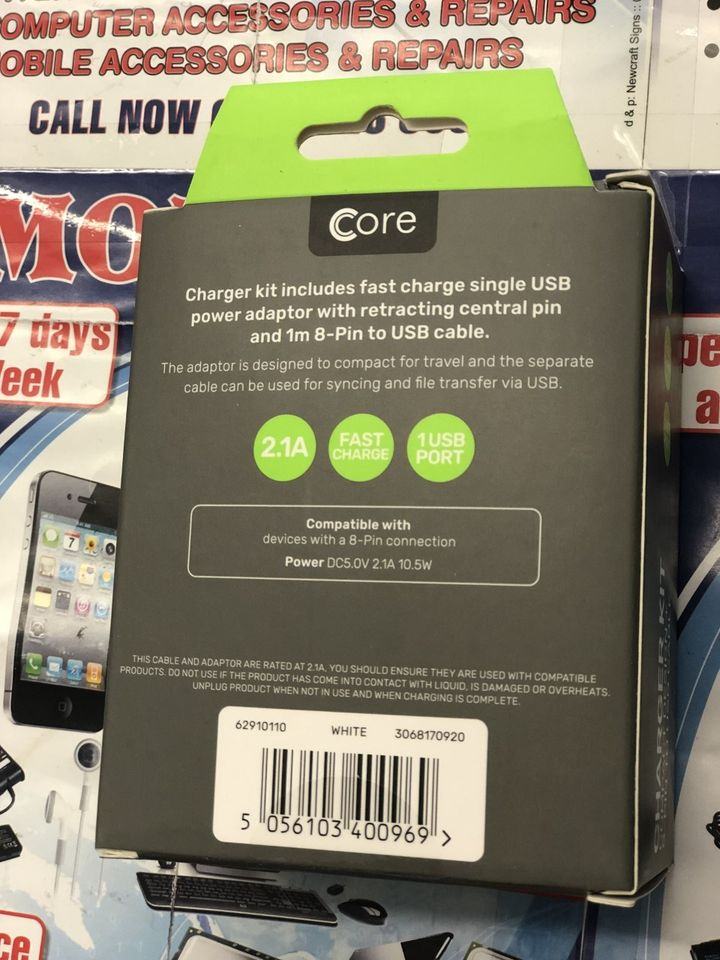 COMPUTER ACCESSORIES & REPAIRS
MOBILE ACCESSORIES & REPAIRS
CALL NOW
d & p: Newcraft Signs ::
MO
7 days
eek
Core
Charger kit includes fast charge single USB
power adaptor with retracting central pin
and 1m 8-Pin to USB cable.
The adaptor is designed to compact for travel and the separate
cable can be used for syncing and file transfer via USB.
2.1A
FAST
CHARGE
1 USB
PORT
Compatible with
devices with a 8-Pin connection
Power DC5.0V 2.1A 10.5W
THIS CABLE AND ADAPTOR ARE RATED AT 2.1A, YOU SHOULD ENSURE THEY ARE USED WITH COMPATIBLE
PRODUCTS. DO NOT USE IF THE PRODUCT HAS COME INTO CONTACT WITH LIQUID, IS DAMAGED OR OVERHEATS.
UNPLUG PRODUCT WHEN NOT IN USE AND WHEN CHARGING IS COMPLETE.
62910110 WHITE 3068170920
5 056103 400969 >
CHARGER KIT